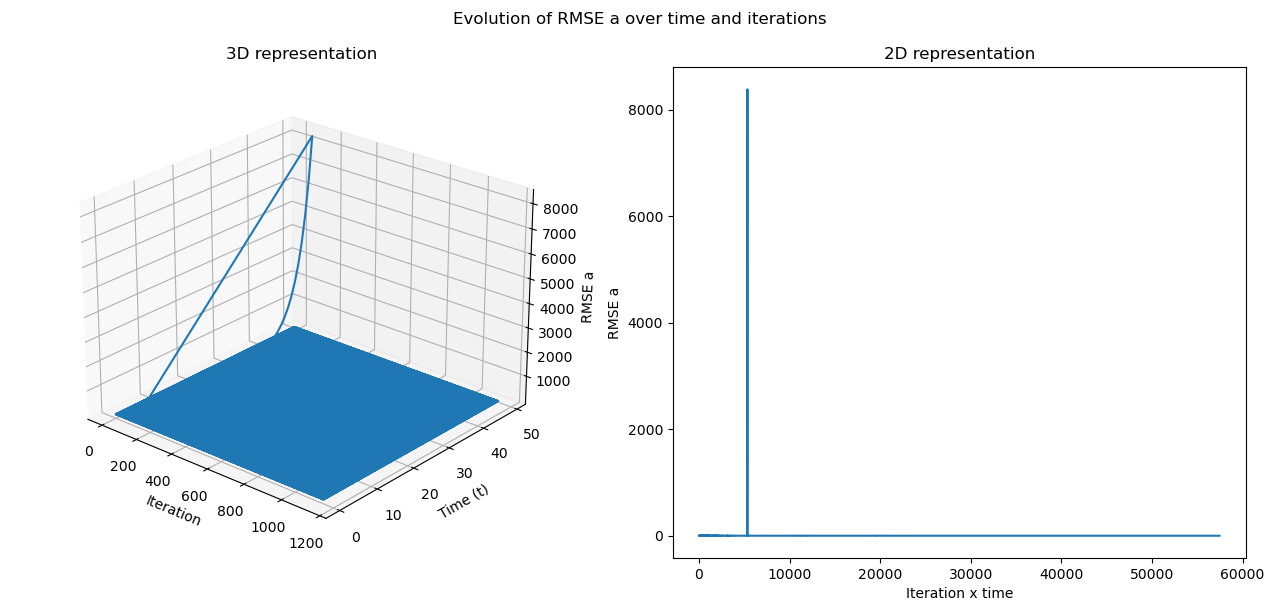 Evolution of RMSE a over time and iterations
3D representation
8000
7000
6000
5000
4000
3000
2000
1000
RMSE a
0
200
400
600
800
1000
1200
Iteration
0
10
20
30
40
50
Time (t)
2D representation
8000
6000
4000
2000
0
RMSE a
0 10000 20000 30000 40000 50000 60000
Iteration x time